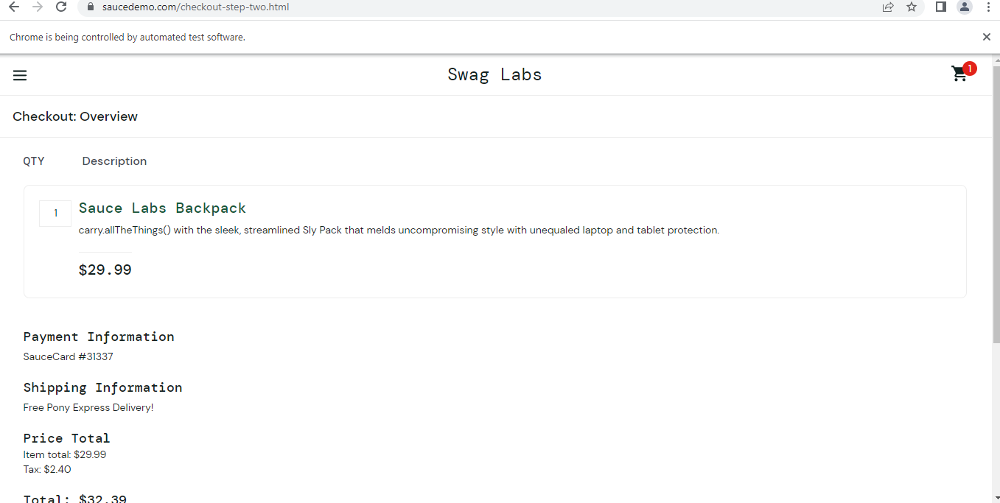 saucedemo.com/checkout-step-two.html
Chrome is being controlled by automated test software.
Swag Labs
1
Checkout: Overview
QTY Description
1
Sauce Labs Backpack
carry.allTheThings() with the sleek, streamlined Sly Pack that melds uncompromising style with unequaled laptop and tablet protection.
$29.99
Payment Information
SauceCard #31337
Shipping Information
Free Pony Express Delivery!
Price Total
Item total: $29.99
Tax: $2.40
Total: $32.39